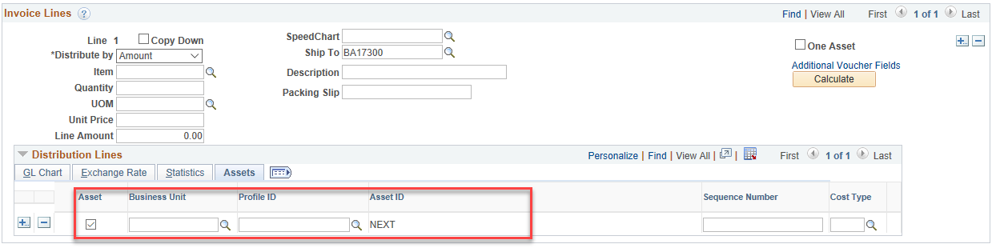 Invoice Lines ? Find | View All First 1 of 1 Last
Line 1 Copy Down
*Distribute by Amount
Item
Quantity
UOM
Unit Price
Line Amount 0.00
SpeedChart
Ship To BA17300
Description
Packing Slip
One Asset
Additional Voucher Fields
Calculate
Distribution Lines Personalize | Find | View All | | First 1 of 1 Last
GL Chart Exchange Rate Statistics Assets
Asset Business Unit Profile ID Asset ID Sequence Number Cost Type
NEXT